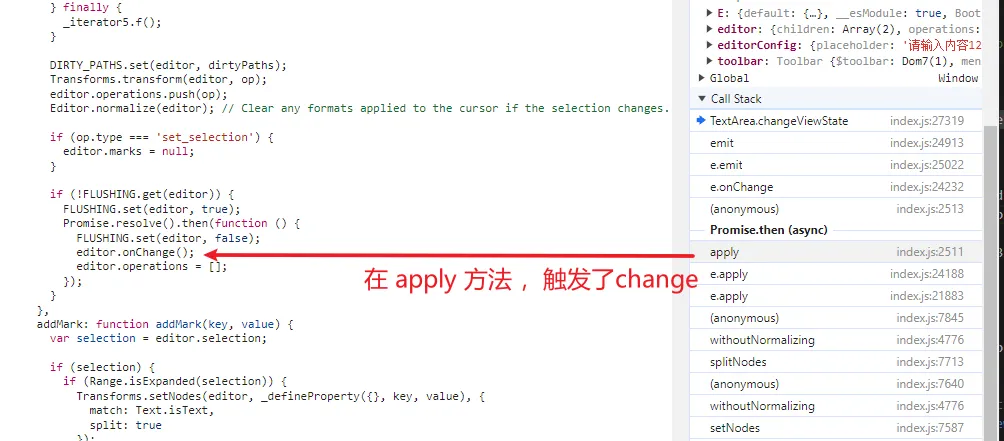 } finally {
_iterator5.f();
}
DIRTY_PATHS.set(editor, dirtyPaths);
Transforms.transform(editor, op);
editor.operations.push(op);
Editor.normalize(editor); // Clear any formats applied to the cursor if the selection changes.
if (op.type === 'set_selection') {
editor.marks = null;
}
if (!FLUSHING.get(editor)) {
FLUSHING.set(editor, true);
Promise.resolve().then(function () {
FLUSHING.set(editor, false);
editor.onChange();
editor.operations = [];
});
}
},
addMark: function addMark(key, value) {
var selection = editor.selection;
if (selection) {
if (Range.isExpanded(selection)) {
Transforms.setNodes(editor, _defineProperty({}, key, value), {
match: Text.isText,
split: true
});
在 apply 方法，触发了change
E: {default: {…}, __esModule: true, Boot
editor: {children: Array(2), operations:
editorConfig: {placeholder: '请输入内容12
toolbar: Toolbar {$toolbar: Dom7(1), men
Global Window
Call Stack
TextArea.changeViewState index.js:27319
emit index.js:24913
e.emit index.js:25022
e.onChange index.js:24232
(anonymous) index.js:2513
Promise.then (async)
apply index.js:2511
e.apply index.js:24188
e.apply index.js:21883
(anonymous) index.js:7845
withoutNormalizing index.js:4776
splitNodes index.js:7713
(anonymous) index.js:7640
withoutNormalizing index.js:4776
setNodes index.js:7587